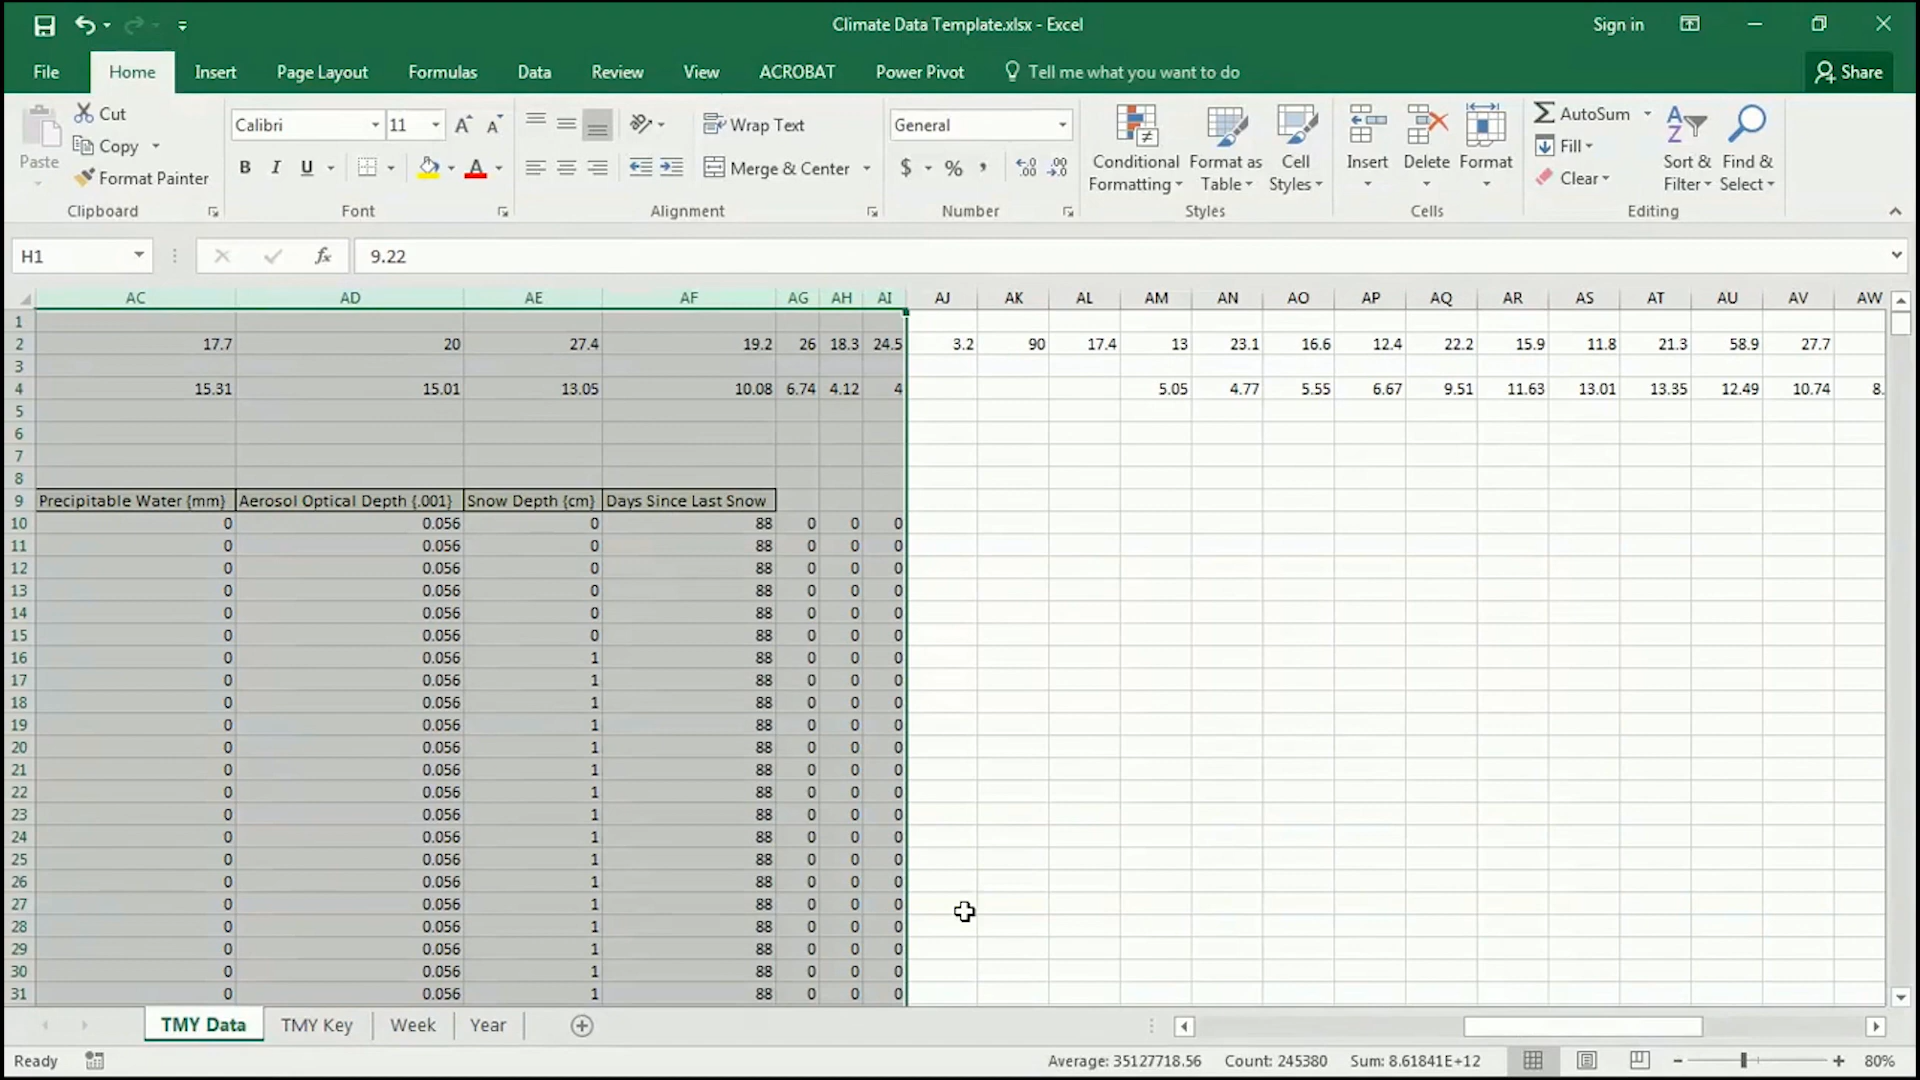 Climate Data Template.xlsx - Excel
Sign in
File Home Insert Page Layout Formulas Data Review View ACROBAT Power Pivot Tell me what you want to do Share
Paste
Cut
Copy
Format Painter
Clipboard
Calibri 11
B I U
Font
Wrap Text
Merge & Center
Alignment
General
$ % ,
Number
Conditional Formatting
Format as Table
Cell Styles
Styles
Insert Delete Format
Cells
AutoSum
Fill
Clear
Sort & Filter
Find & Select
Editing
H1 fx 9.22
AC AD AE AF AG AH AI AJ AK AL AM AN AO AP AQ AR AS AT AU AV AW
1
2 17.7 20 27.4 19.2 26 18.3 24.5 3.2 90 17.4 13 23.1 16.6 12.4 22.2 15.9 11.8 21.3 58.9 27.7
3
4 15.31 15.01 13.05 10.08 6.74 4.12 4 5.05 4.77 5.55 6.67 9.51 11.63 13.01 13.35 12.49 10.74 8.
5
6
7
8
9 Precipitable Water {mm} Aerosol Optical Depth {.001} Snow Depth {cm} Days Since Last Snow
10 0 0.056 0 88 0 0 0
11 0 0.056 0 88 0 0 0
12 0 0.056 0 88 0 0 0
13 0 0.056 0 88 0 0 0
14 0 0.056 0 88 0 0 0
15 0 0.056 0 88 0 0 0
16 0 0.056 1 88 0 0 0
17 0 0.056 1 88 0 0 0
18 0 0.056 1 88 0 0 0
19 0 0.056 1 88 0 0 0
20 0 0.056 1 88 0 0 0
21 0 0.056 1 88 0 0 0
22 0 0.056 1 88 0 0 0
23 0 0.056 1 88 0 0 0
24 0 0.056 1 88 0 0 0
25 0 0.056 1 88 0 0 0
26 0 0.056 1 88 0 0 0
27 0 0.056 1 88 0 0 0
28 0 0.056 1 88 0 0 0
29 0 0.056 1 88 0 0 0
30 0 0.056 1 88 0 0 0
31 0 0.056 1 88 0 0 0
TMY Data TMY Key Week Year
Ready Average: 35127718.56 Count: 245380 Sum: 8.61841E+12 80%